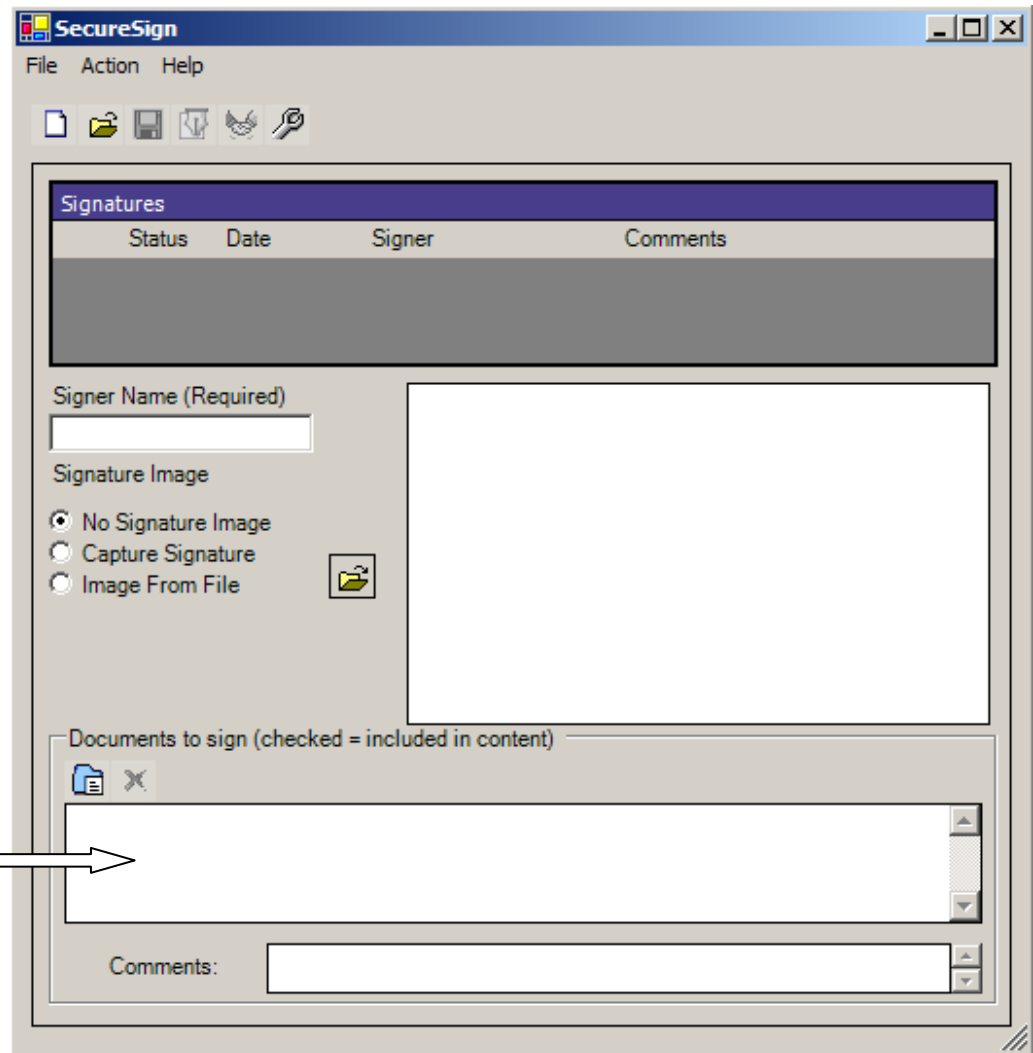 SecureSign
File Action Help
Signatures
Status Date Signer Comments
Signer Name (Required)
Signature Image
No Signature Image
Capture Signature
Image From File
Documents to sign (checked = included in content)
Comments: